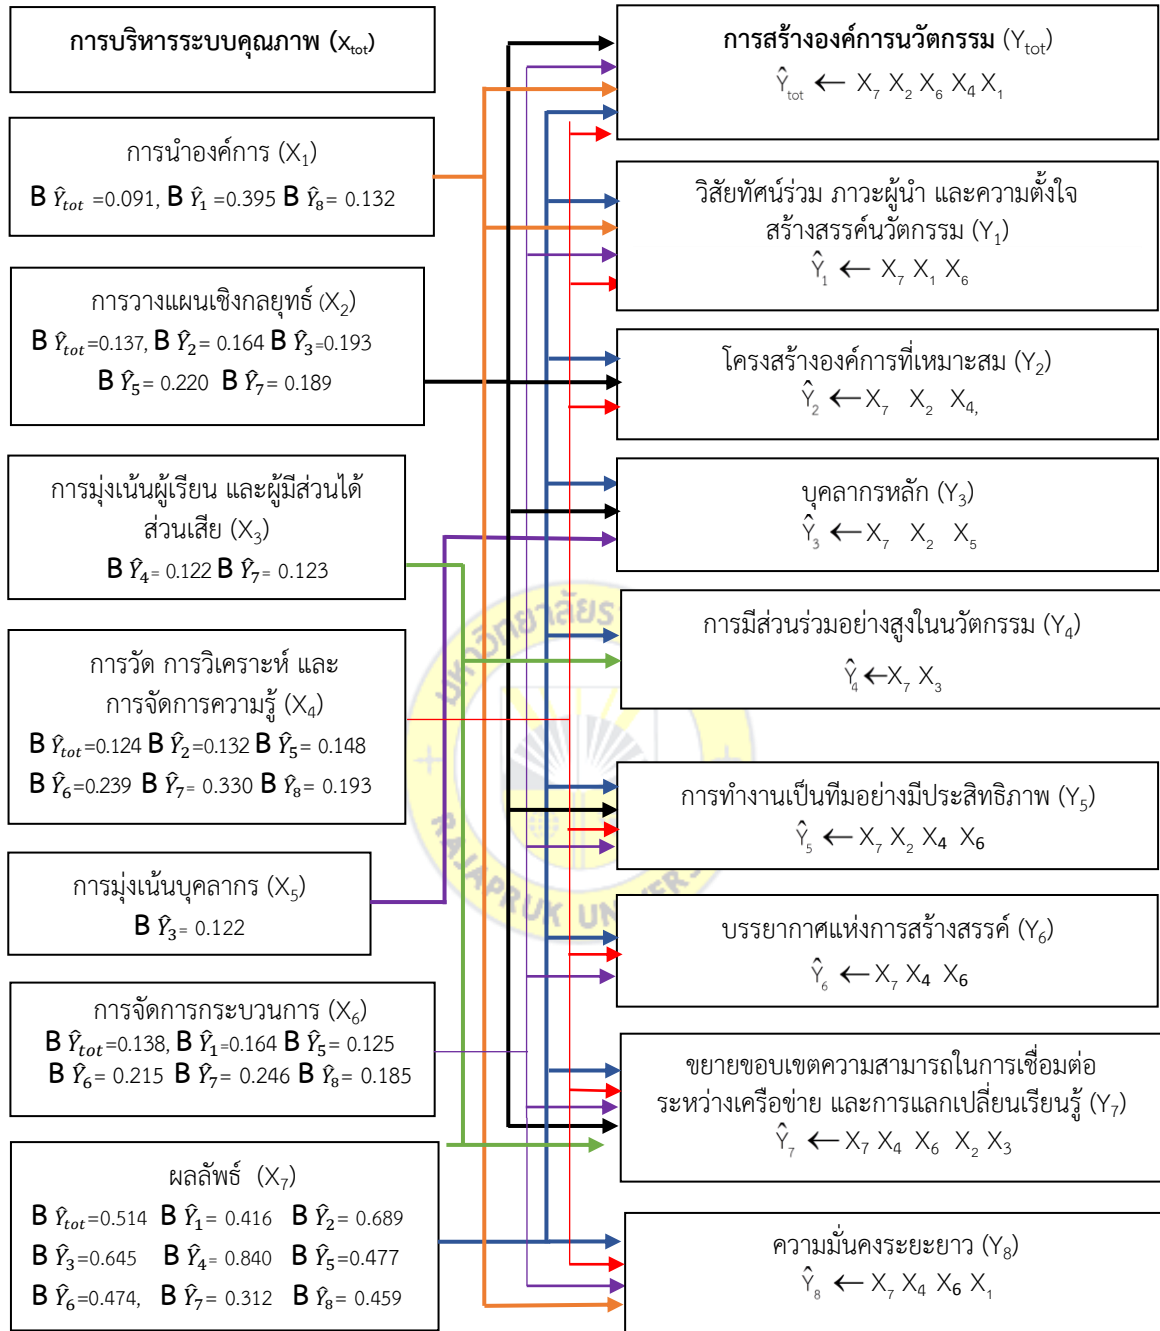 การบริหารระบบคุณภาพ (x_tot)
การนำองค์การ (X₁)
B Ŷ_tot =0.091, B Ŷ₁ =0.395 B Ŷ₈ = 0.132
การวางแผนเชิงกลยุทธ์ (X₂)
B Ŷ_tot=0.137, B Ŷ₂= 0.164 B Ŷ₃=0.193
B Ŷ₅= 0.220 B Ŷ₇= 0.189
การมุ่งเน้นผู้เรียน และผู้มีส่วนได้
ส่วนเสีย (X₃)
B Ŷ₄= 0.122 B Ŷ₇= 0.123
การวัด การวิเคราะห์ และ
การจัดการความรู้ (X₄)
B Ŷ_tot=0.124 B Ŷ₂=0.132 B Ŷ₅= 0.148
B Ŷ₆=0.239 B Ŷ₇= 0.330 B Ŷ₈= 0.193
การมุ่งเน้นบุคลากร (X₅)
B Ŷ₃= 0.122
การจัดการกระบวนการ (X₆)
B Ŷ_tot=0.138, B Ŷ₁=0.164 B Ŷ₅= 0.125
B Ŷ₆= 0.215 B Ŷ₇= 0.246 B Ŷ₈= 0.185
ผลลัพธ์ (X₇)
B Ŷ_tot=0.514 B Ŷ₁= 0.416 B Ŷ₂= 0.689
B Ŷ₃=0.645 B Ŷ₄= 0.840 B Ŷ₅=0.477
B Ŷ₆=0.474, B Ŷ₇= 0.312 B Ŷ₈= 0.459
การสร้างองค์การนวัตกรรม (Y_tot)
Ŷ_tot ← X₇ X₂ X₆ X₄ X₁
วิสัยทัศน์ร่วม ภาวะผู้นำ และความตั้งใจ
สร้างสรรค์นวัตกรรม (Y₁)
Ŷ₁ ← X₇ X₁ X₆
โครงสร้างองค์การที่เหมาะสม (Y₂)
Ŷ₂ ← X₇ X₂ X₄,
บุคลากรหลัก (Y₃)
Ŷ₃ ← X₇ X₂ X₅
การมีส่วนร่วมอย่างสูงในนวัตกรรม (Y₄)
Ŷ₄ ← X₇ X₃
การทำงานเป็นทีมอย่างมีประสิทธิภาพ (Y₅)
Ŷ₅ ← X₇ X₂ X₄ X₆
บรรยากาศแห่งการสร้างสรรค์ (Y₆)
Ŷ₆ ← X₇ X₄ X₆
ขยายขอบเขตความสามารถในการเชื่อมต่อ
ระหว่างเครือข่าย และการแลกเปลี่ยนเรียนรู้ (Y₇)
Ŷ₇ ← X₇ X₄ X₆ X₂ X₃
ความมั่นคงระยะยาว (Y₈)
Ŷ₈ ← X₇ X₄ X₆ X₁